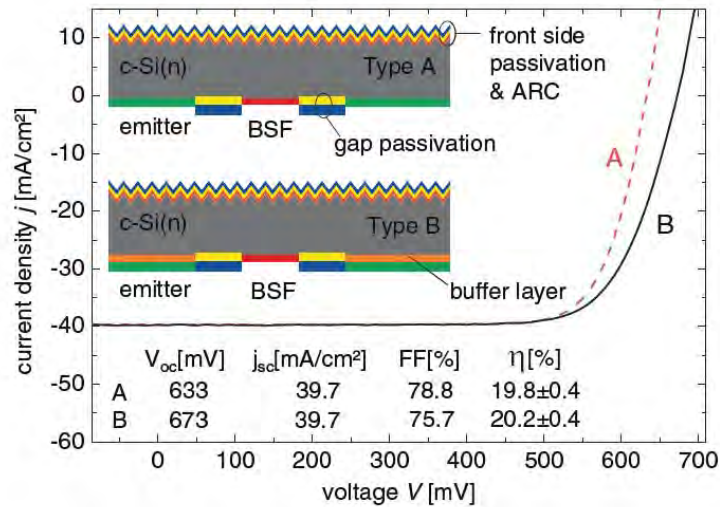 10
0
-10
-20
-30
-40
-50
-60
current density j [mA/cm²]
c-Si(n)
Type A
front side
passivation
& ARC
emitter
BSF
gap passivation
c-Si(n)
Type B
emitter
BSF
buffer layer
A
B
Voc[mV] jsc[mA/cm²] FF[%] η[%]
A 633 39.7 78.8 19.8±0.4
B 673 39.7 75.7 20.2±0.4
0 100 200 300 400 500 600 700
voltage V [mV]